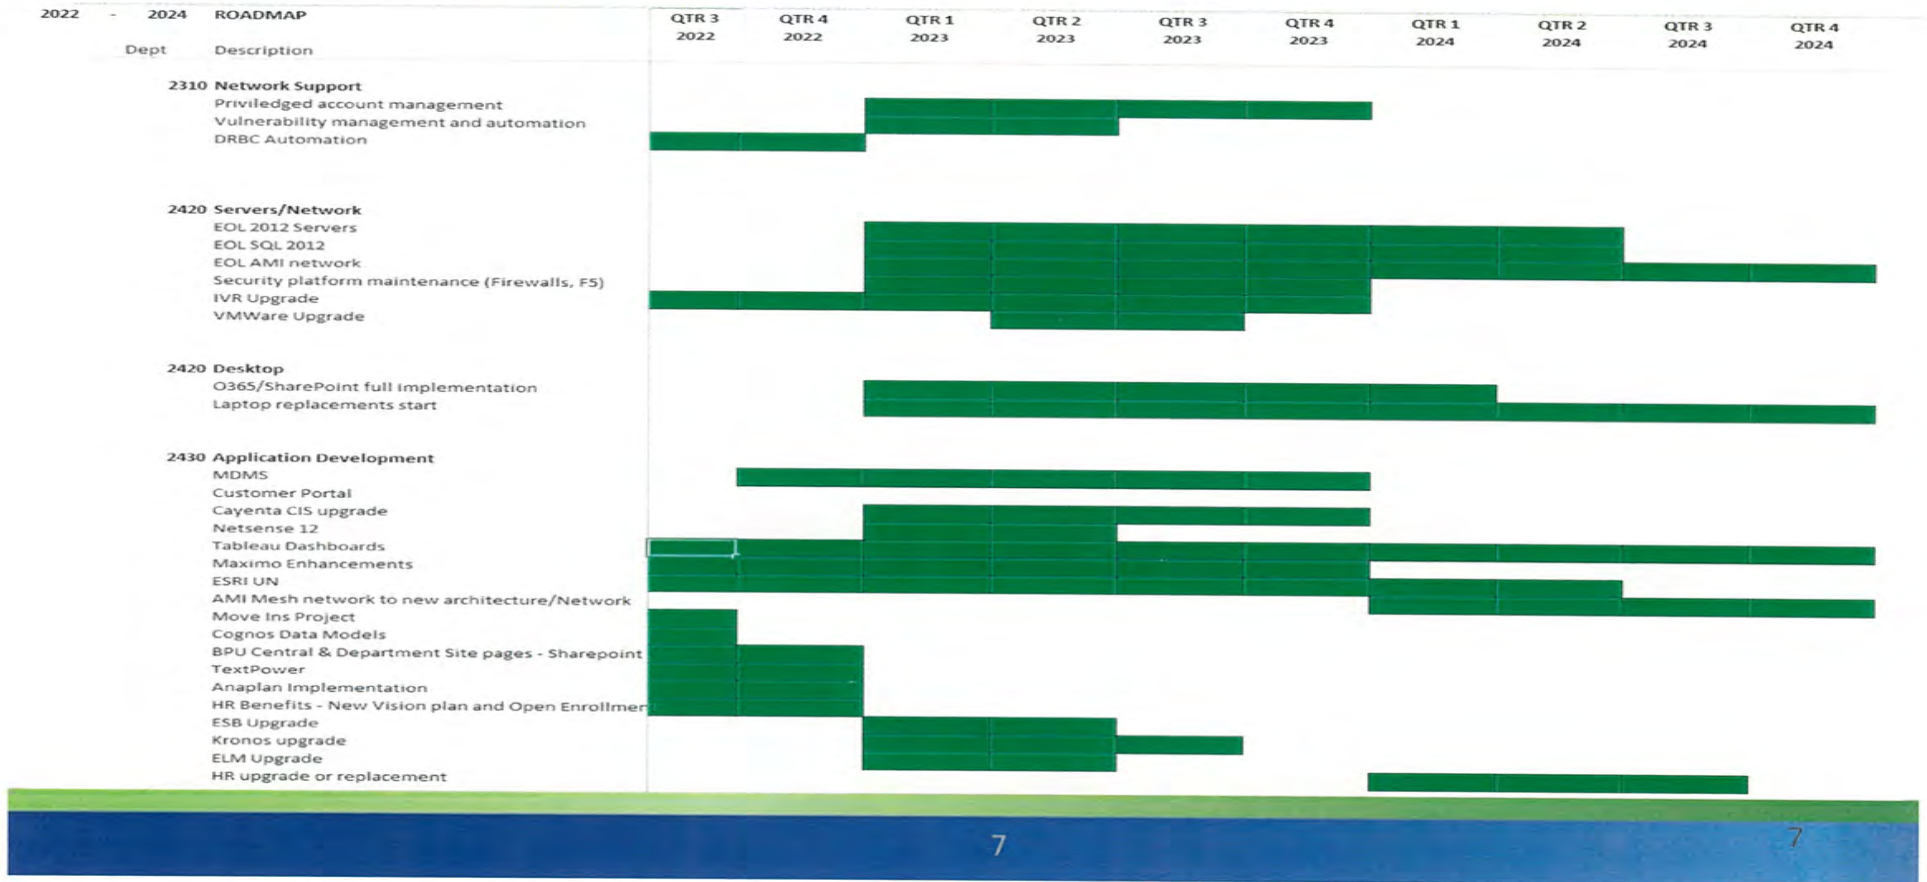 2022 - 2024 ROADMAP QTR 3 QTR 4 QTR 1 QTR 2 QTR 3 QTR 4 QTR 1 QTR 2 QTR 3 QTR 4
2022 2022 2023 2023 2023 2023 2024 2024 2024 2024
Dept Description
2310 Network Support
Priviledged account management
Vulnerability management and automation
DRBC Automation
2420 Servers/Network
EOL 2012 Servers
EOL SQL 2012
EOL AMI network
Security platform maintenance (Firewalls, F5)
IVR Upgrade
VMWare Upgrade
2420 Desktop
O365/SharePoint full implementation
Laptop replacements start
2430 Application Development
MDMS
Customer Portal
Cayenta CIS upgrade
Netsense 12
Tableau Dashboards
Maximo Enhancements
ESRI UN
AMI Mesh network to new architecture/Network
Move Ins Project
Cognos Data Models
BPU Central & Department Site pages - Sharepoint
TextPower
Anaplan Implementation
HR Benefits - New Vision plan and Open Enrollmen
ESB Upgrade
Kronos upgrade
ELM Upgrade
HR upgrade or replacement
7 7